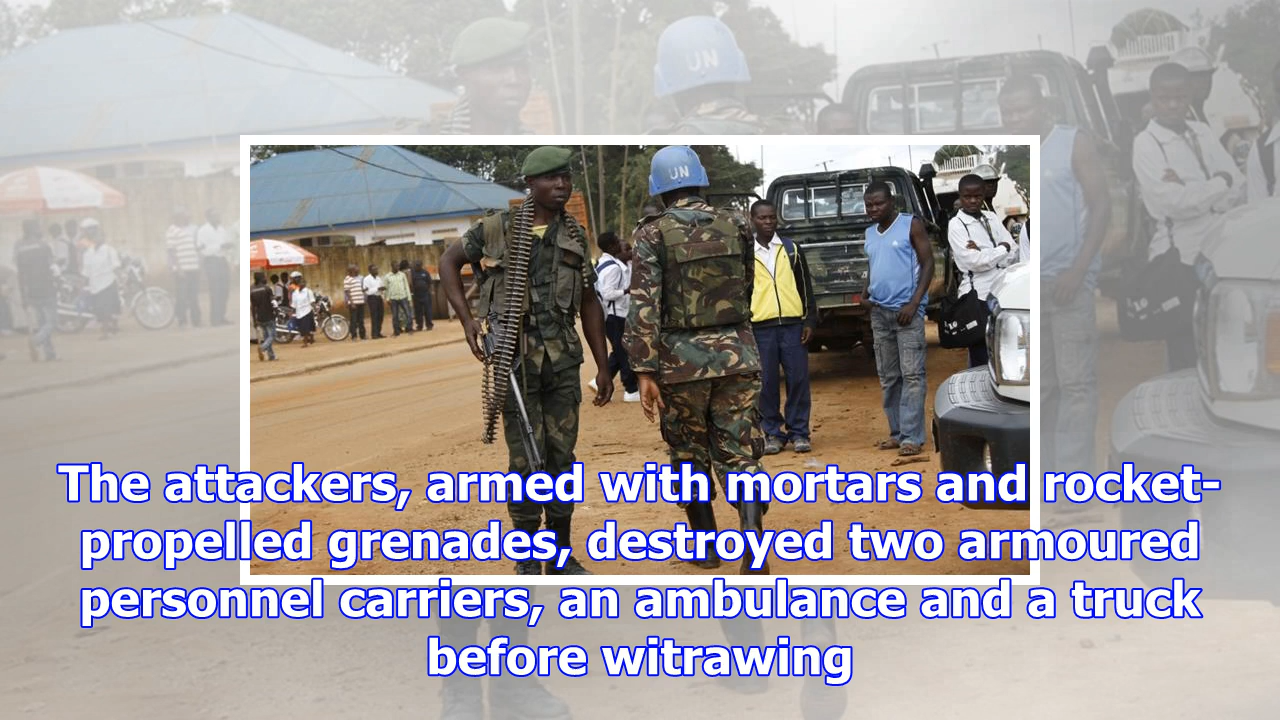 UN
UN
The attackers, armed with mortars and rocket-
propelled grenades, destroyed two armoured
personnel carriers, an ambulance and a truck
before witrawing